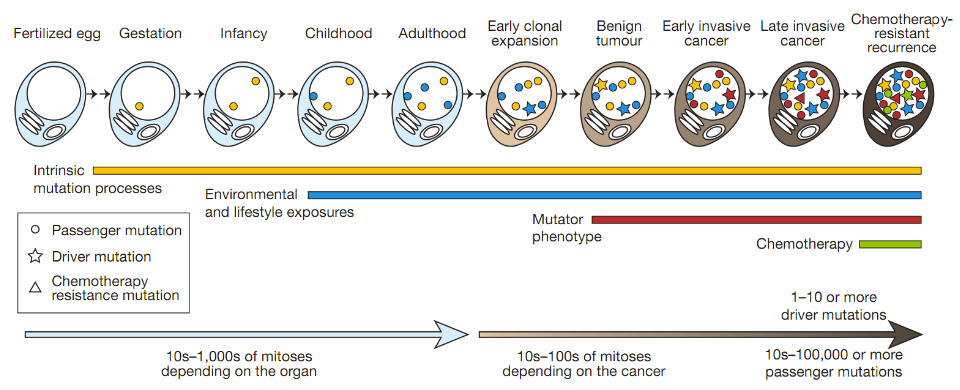 Fertilized egg
Gestation
Infancy
Childhood
Adulthood
Early clonal
expansion
Benign
tumour
Early invasive
cancer
Late invasive
cancer
Chemotherapy-
resistant
recurrence
Intrinsic
mutation processes
Environmental
and lifestyle exposures
Mutator
phenotype
Chemotherapy
Passenger mutation
Driver mutation
Chemotherapy
resistance mutation
1–10 or more
driver mutations
10s–1,000s of mitoses
depending on the organ
10s–100s of mitoses
depending on the cancer
10s–100,000 or more
passenger mutations